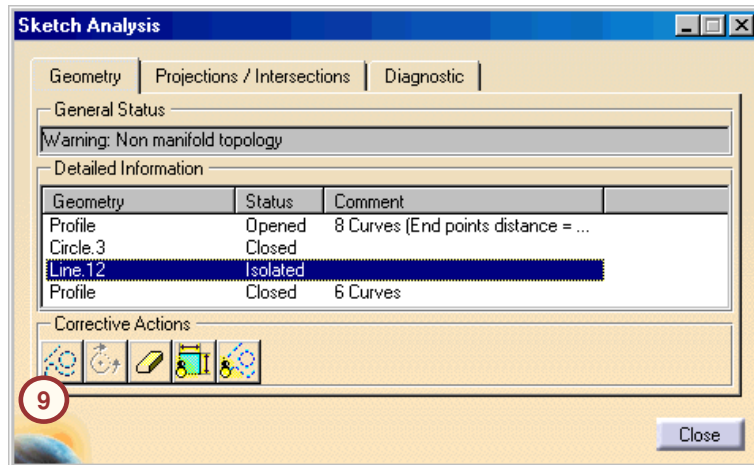 Sketch Analysis
Geometry Projections / Intersections Diagnostic
General Status
Warning: Non manifold topology
Detailed Information
Geometry Status Comment
Profile Opened 8 Curves (End points distance = ...
Circle.3 Closed
Line.12 Isolated
Profile Closed 6 Curves
Corrective Actions
9
Close